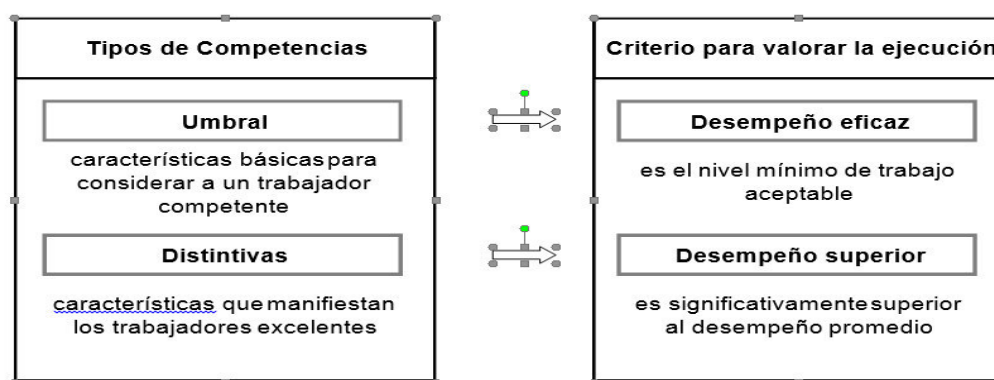 Tipos de Competencias
Umbral
características básicas para
considerar a un trabajador
competente
Distintivas
características que manifiestan
los trabajadores excelentes
Criterio para valorar la ejecución
Desempeño eficaz
es el nivel mínimo de trabajo
aceptable
Desempeño superior
es significativamente superior
al desempeño promedio